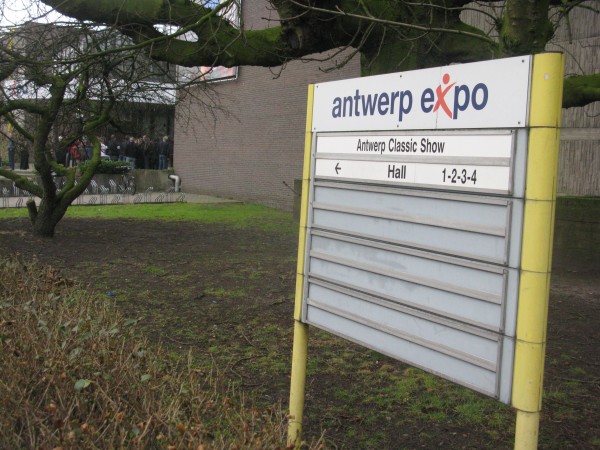 antwerp expo
Antwerp Classic Show
← Hall 1-2-3-4